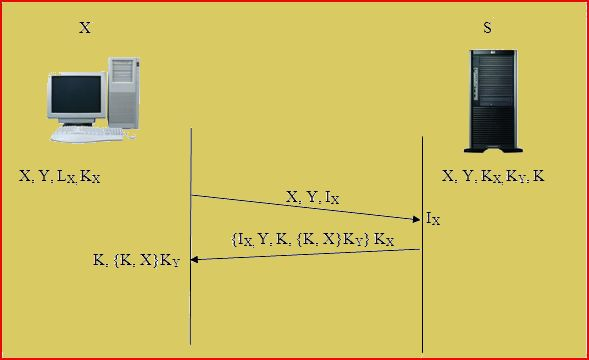 X
S
X, Y, L_X, K_X
X, Y, K_X, K_Y, K
X, Y, I_X
I_X
{I_X, Y, K, {K, X}K_Y} K_X
K, {K, X}K_Y